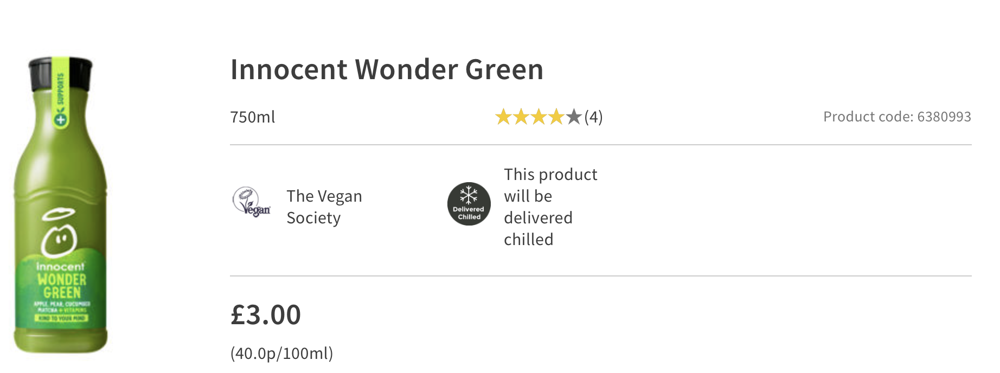 SUPPORTS
innocent
WONDER
GREEN
APPLE, PEAR, CUCUMBER
MATCHA + VITAMINS
KIND TO YOUR MIND
Innocent Wonder Green
750ml
(4)
Product code: 6380993
Vegan
The Vegan
Society
Delivered
Chilled
This product
will be
delivered
chilled
£3.00
(40.0p/100ml)